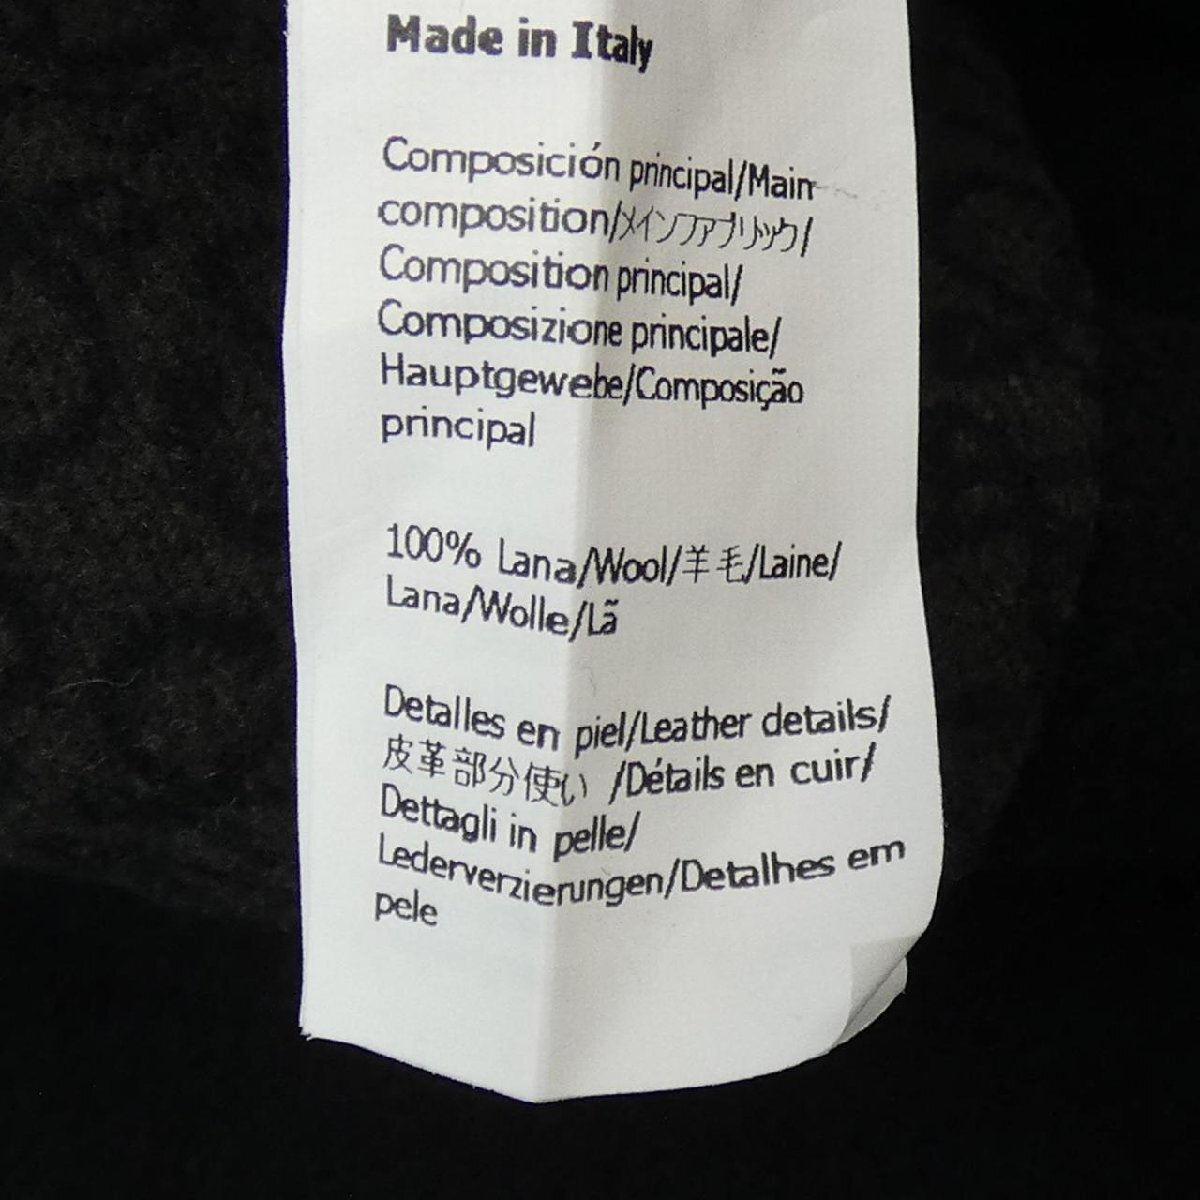 Made in Italy
Composición principal/Main
composition/メインファブリック/
Composition principal/
Composizione principale/
Hauptgewebe/Composição
principal
100% Lana/Wool/羊毛/Laine/
Lana/Wolle/Lã
Detalles en piel/Leather details/
皮革部分使い /Détails en cuir/
Dettagli in pelle/
Lederverzierungen/Detalhes em
pele